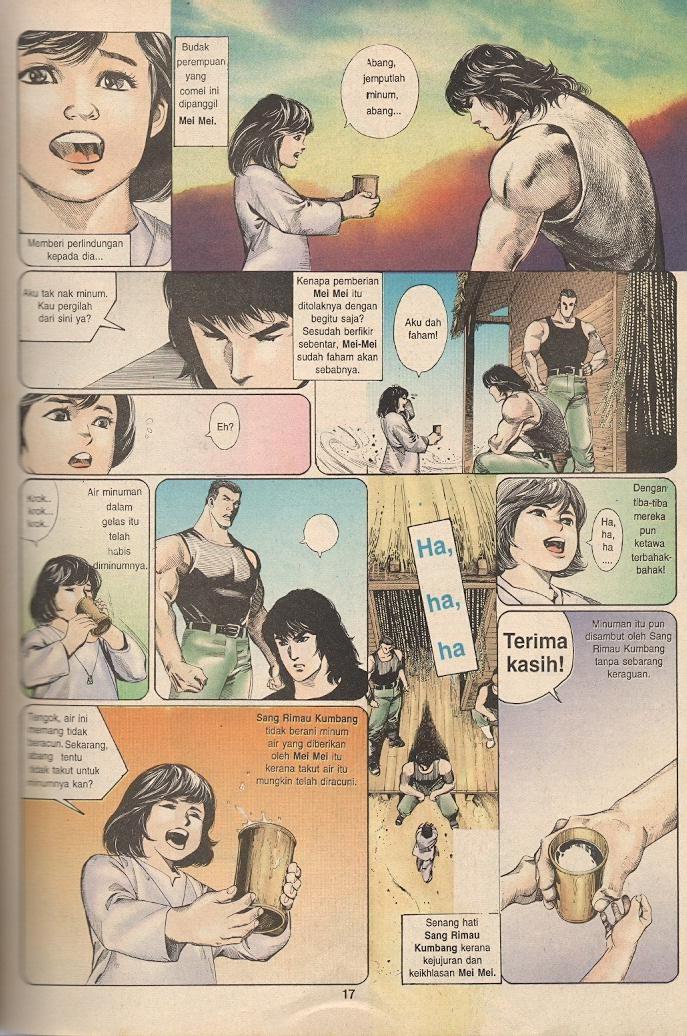 Budak
perempuan
yang
comel ini
dipanggil
Mei Mei.
Abang,
jemputlah
minum,
abang...
Memberi perlindungan
kepada dia...
Aku tak nak minum.
Kau pergilah
dari sini ya?
Kenapa pemberian
Mei Mei itu
ditolaknya dengan
begitu saja?
Sesudah berfikir
sebentar, Mei-Mei
sudah faham akan
sebabnya.
Aku dah
faham!
Eh?
Krok..
krok...
krok..
Air minuman
dalam
gelas itu
telah
habis
diminumnya.
Ha,
ha,
ha
Ha,
ha,
ha
....
Dengan
tiba-tiba
mereka
pun
ketawa
terbahak-
bahak!
Tengok, air ini
memang tidak
beracun. Sekarang,
abang tentu
tidak takut untuk
minumnya kan?
Sang Rimau Kumbang
tidak berani minum
air yang diberikan
oleh Mei Mei itu
kerana takut air itu
mungkin telah diracuni.
Terima
kasih!
Minuman itu pun
disambut oleh Sang
Rimau Kumbang
tanpa sebarang
keraguan.
Senang hati
Sang Rimau
Kumbang kerana
kejujuran dan
keikhlasan Mei Mei.
17